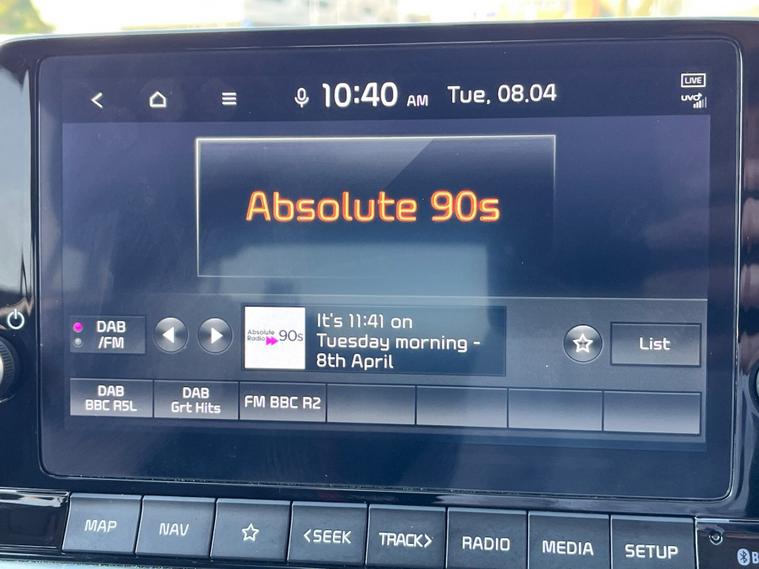 10:40 AM Tue, 08.04
LIVE
UVO
Absolute 90s
DAB
/FM
Absolute
Radio 90s
It's 11:41 on
Tuesday morning -
8th April
List
DAB
BBC R5L
DAB
Grt Hits
FM BBC R2
MAP
NAV
<SEEK
TRACK>
RADIO
MEDIA
SETUP